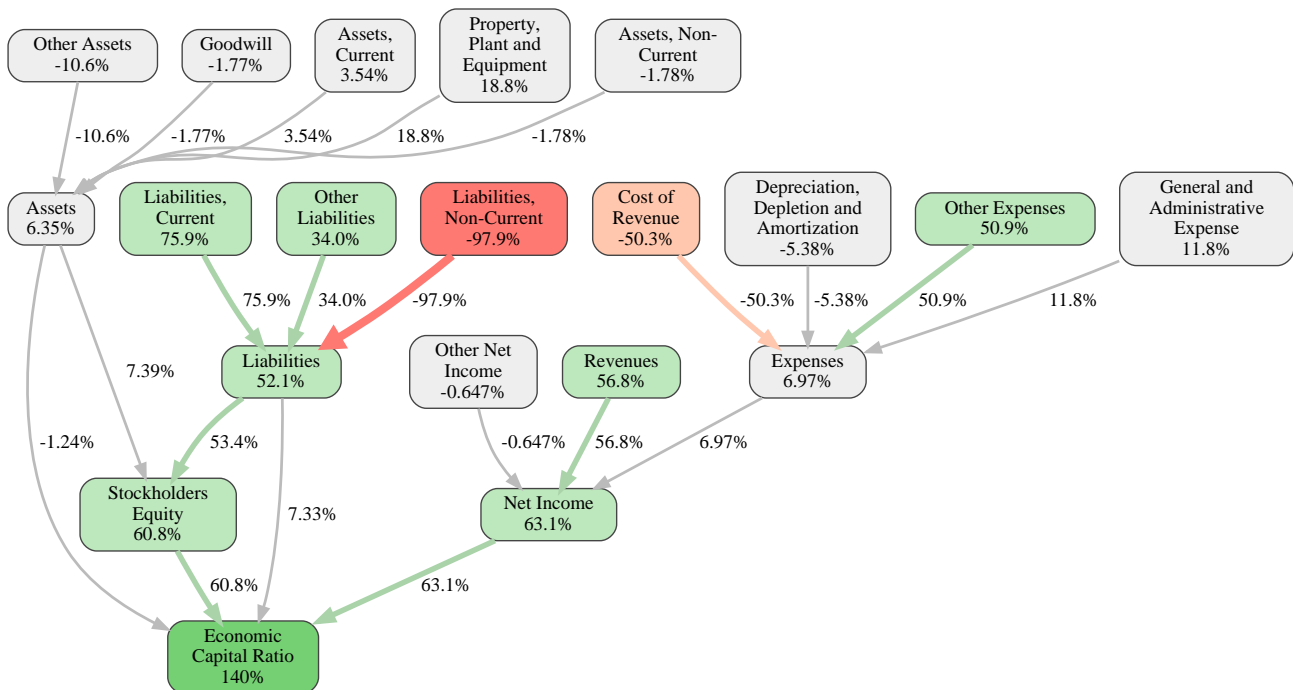 Other Assets
-10.6%
Goodwill
-1.77%
Assets,
Current
3.54%
Property,
Plant and
Equipment
18.8%
Assets, Non-
Current
-1.78%
-10.6%
-1.77%
3.54%
18.8%
-1.78%
Assets
6.35%
Liabilities,
Current
75.9%
Other
Liabilities
34.0%
Liabilities,
Non-Current
-97.9%
Cost of
Revenue
-50.3%
Depreciation,
Depletion and
Amortization
-5.38%
Other Expenses
50.9%
General and
Administrative
Expense
11.8%
75.9%
34.0%
-97.9%
-50.3%
-5.38%
50.9%
11.8%
Liabilities
52.1%
Other Net
Income
-0.647%
Revenues
56.8%
Expenses
6.97%
7.39%
-1.24%
53.4%
-0.647%
56.8%
6.97%
Stockholders
Equity
60.8%
7.33%
Net Income
63.1%
60.8%
63.1%
Economic
Capital Ratio
140%